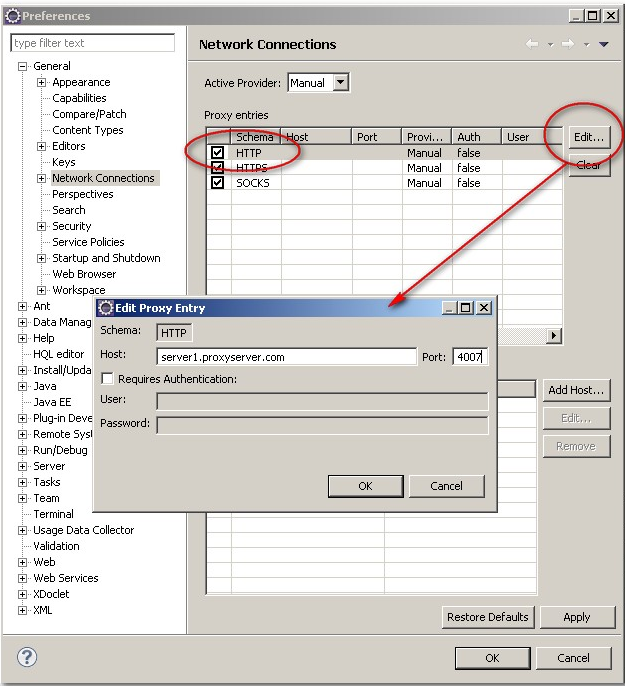 Preferences
type filter text
General
Appearance
Capabilities
Compare/Patch
Content Types
Editors
Keys
Network Connections
Perspectives
Search
Security
Service Policies
Startup and Shutdown
Web Browser
Workspace
Ant
Data Manag
Help
HQL editor
Install/Upda
Java
Java EE
Plug-in Deve
Remote Syst
Run/Debug
Server
Tasks
Team
Terminal
Usage Data Collector
Validation
Web
Web Services
XDoclet
XML
Network Connections
Active Provider: Manual
Proxy entries
Schema Host Port Provi... Auth User
HTTP Manual false
HTTPS Manual false
SOCKS Manual false
Edit...
Clear
Edit Proxy Entry
Schema: HTTP
Host: server1.proxyserver.com Port: 4007
Requires Authentication:
User:
Password:
OK Cancel
Add Host...
Edit...
Remove
Restore Defaults Apply
? OK Cancel